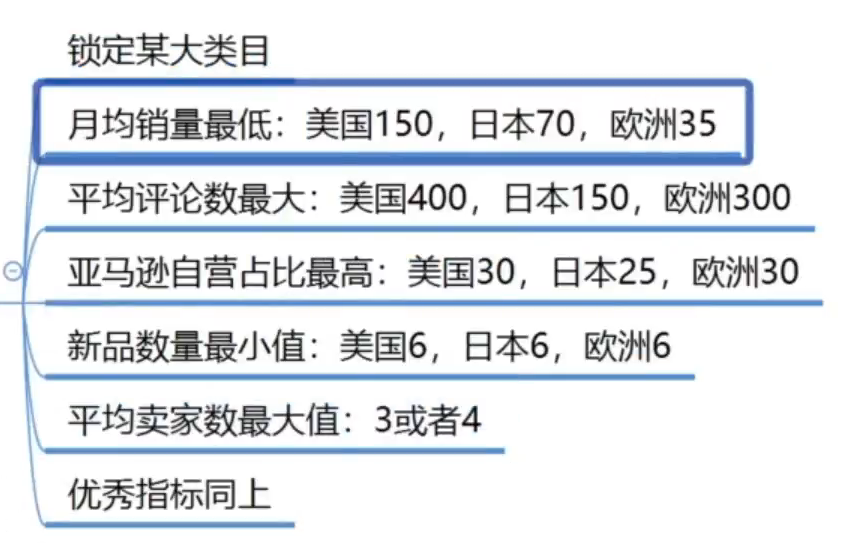 锁定某大类目
月均销量最低：美国150，日本70，欧洲35
平均评论数最大：美国400，日本150，欧洲300
亚马逊自营占比最高：美国30，日本25，欧洲30
新品数量最小值：美国6，日本6，欧洲6
平均卖家数最大值：3或者4
优秀指标同上